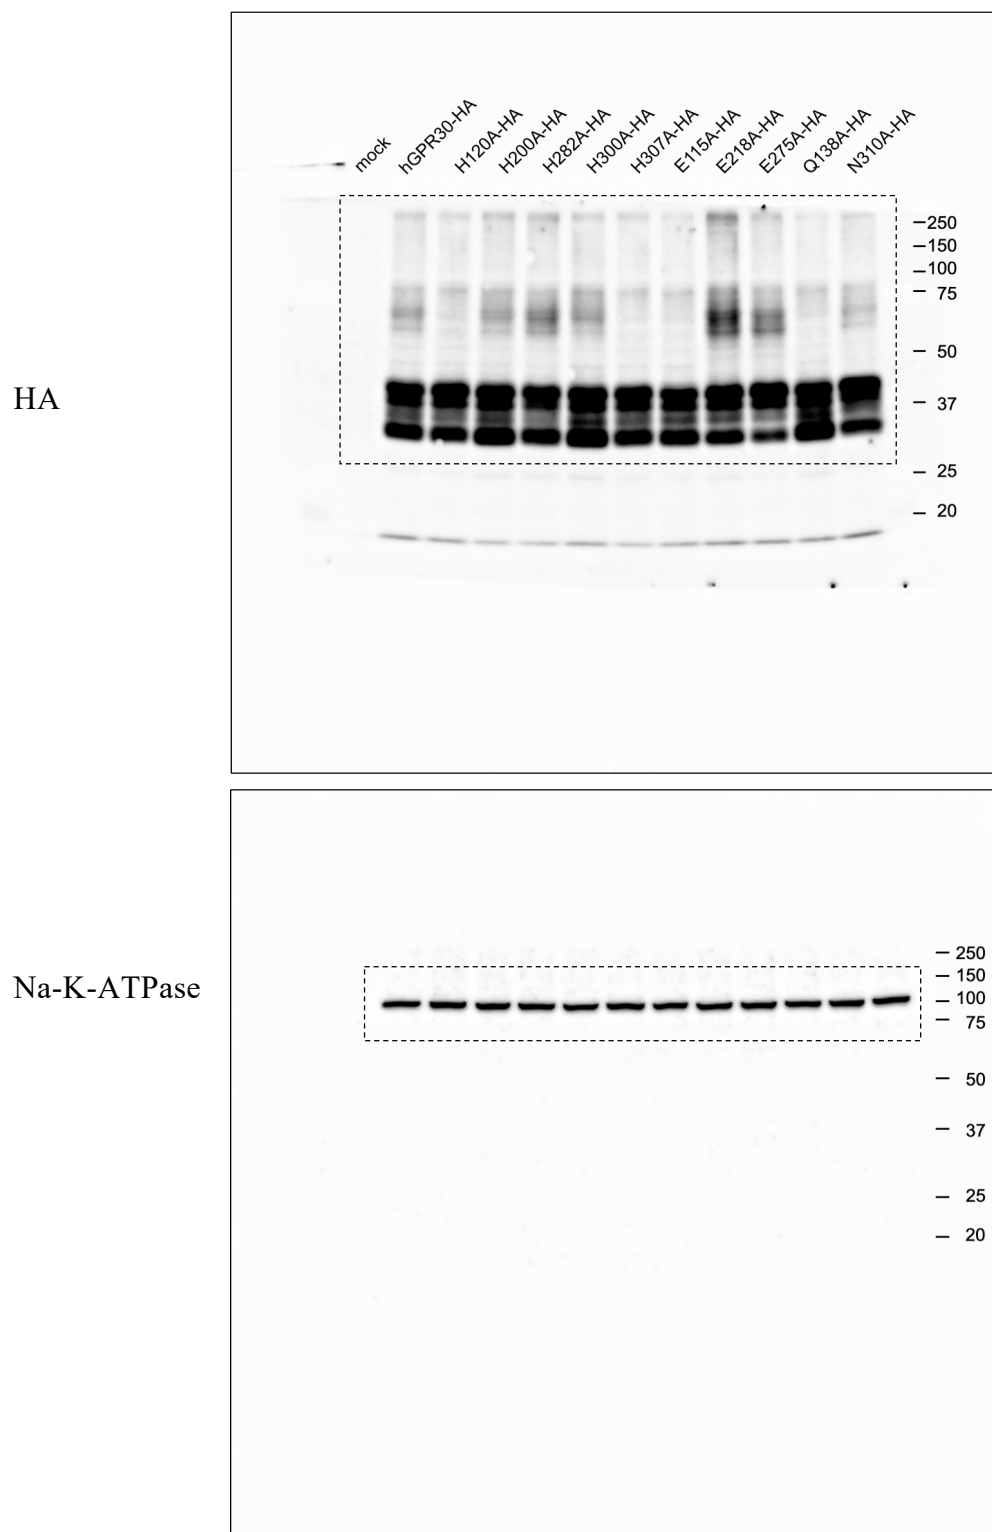 mock
hGPR30-HA
H120A-HA
H200A-HA
H282A-HA
H300A-HA
H307A-HA
E115A-HA
E218A-HA
E275A-HA
Q138A-HA
N310A-HA
250
150
100
75
50
HA
37
25
20
250
Na-K-ATPase
150
100
75
50
37
25
20